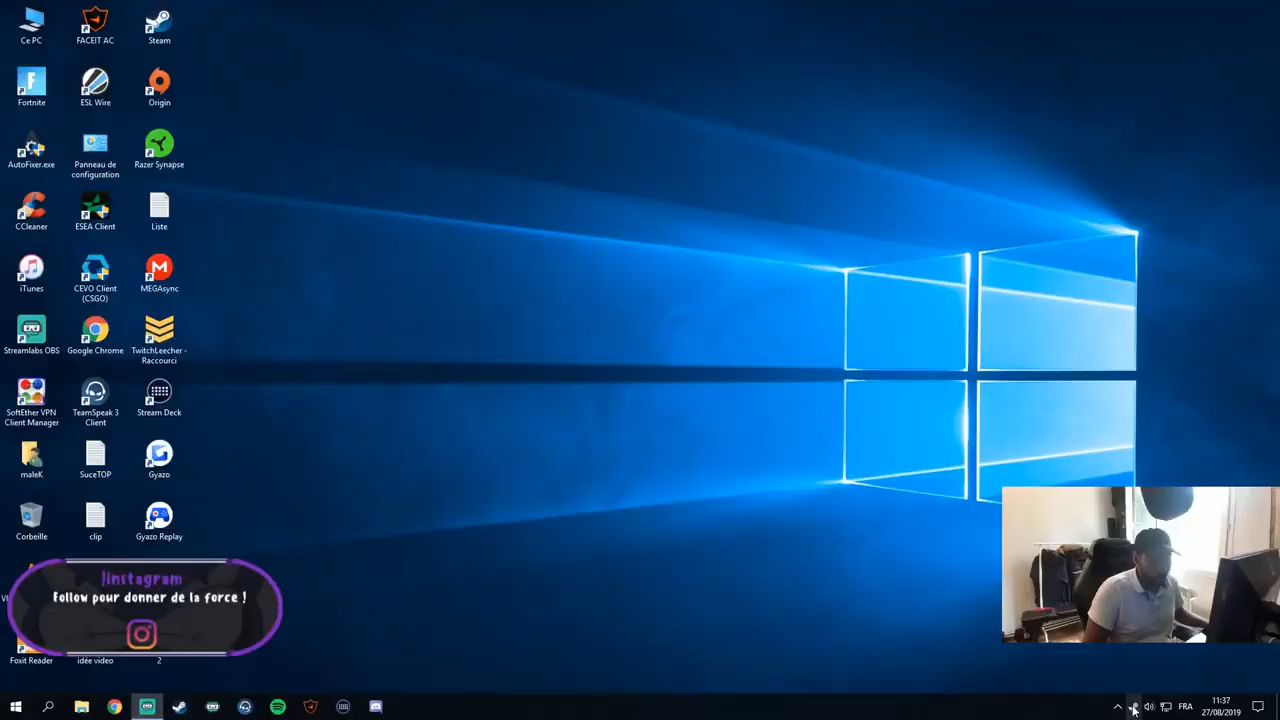 Ce PC
FACEIT AC
Steam
Fortnite
ESL Wire
Origin
AutoFixer.exe
Panneau de
configuration
Razer Synapse
CCleaner
ESEA Client
Liste
iTunes
CEVO Client
(CSGO)
MEGAsync
Streamlabs OBS
Google Chrome
TwitchLeecher -
Raccourci
SoftEther VPN
Client Manager
TeamSpeak 3
Client
Stream Deck
maleK
SuceTOP
Gyazo
Corbeille
clip
Gyazo Replay
!Instagram
Follow pour donner de la force !
Foxit Reader
idée video
2
FRA
11:37
27/08/2019